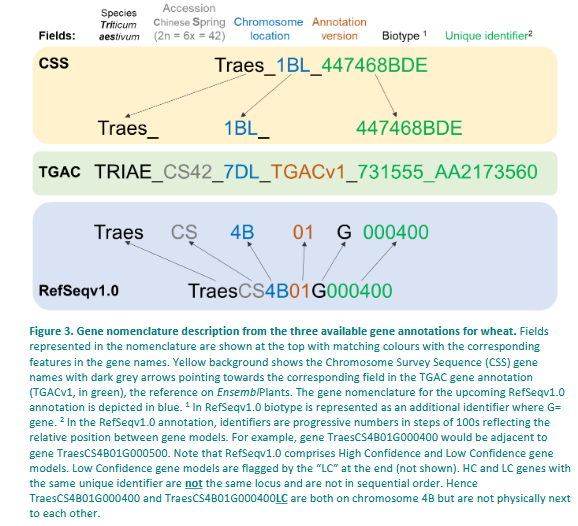 Fields:
Species
Triticum
aestivum
Accession
Chinese Spring
(2n = 6x = 42)
Chromosome
location
Annotation
version
Biotype ¹
Unique identifier²
CSS
Traes_1BL_447468BDE
Traes_ 1BL_ 447468BDE
TGAC TRIAE_CS42_7DL_TGACv1_731555_AA2173560
Traes CS 4B 01 G 000400
RefSeqv1.0 TraesCS4B01G000400
Figure 3. Gene nomenclature description from the three available gene annotations for wheat. Fields
represented in the nomenclature are shown at the top with matching colours with the corresponding
features in the gene names. Yellow background shows the Chromosome Survey Sequence (CSS) gene
names with dark grey arrows pointing towards the corresponding field in the TGAC gene annotation
(TGACv1, in green), the reference on EnsemblPlants. The gene nomenclature for the upcoming RefSeqv1.0
annotation is depicted in blue. ¹ In RefSeqv1.0 biotype is represented as an additional identifier where G=
gene. ² In the RefSeqv1.0 annotation, identifiers are progressive numbers in steps of 100s reflecting the
relative position between gene models. For example, gene TraesCS4B01G000400 would be adjacent to
gene TraesCS4B01G000500. Note that RefSeqv1.0 comprises High Confidence and Low Confidence gene
models. Low Confidence gene models are flagged by the “LC” at the end (not shown). HC and LC genes with
the same unique identifier are not the same locus and are not in sequential order. Hence
TraesCS4B01G000400 and TraesCS4B01G000400LC are both on chromosome 4B but are not physically next
to each other.